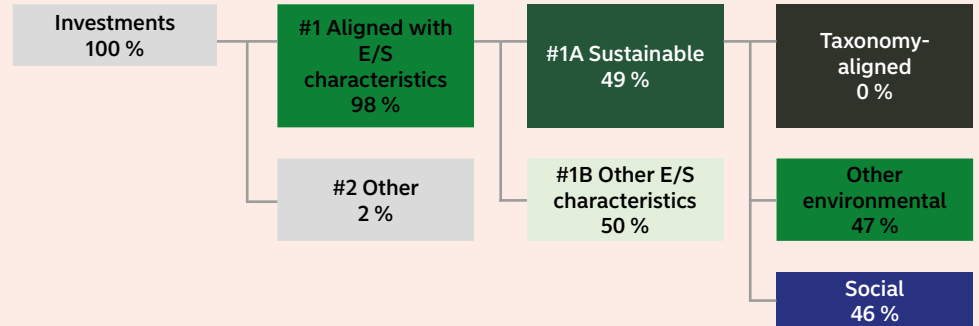 Investments
100 %
#1 Aligned with
E/S
characteristics
98 %
#1A Sustainable
49 %
Taxonomy-
aligned
0 %
#2 Other
2 %
#1B Other E/S
characteristics
50 %
Other
environmental
47 %
Social
46 %